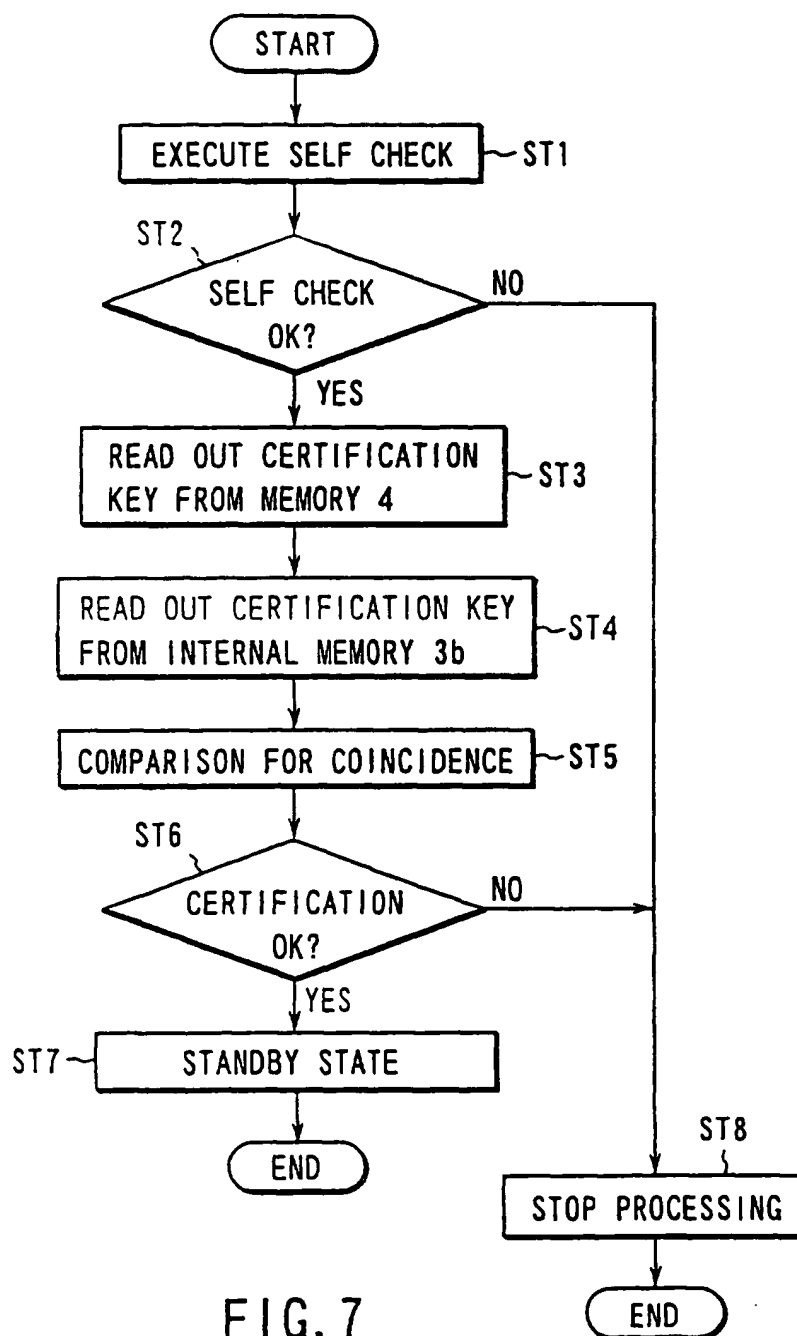 START
EXECUTE SELF CHECK
ST1
ST2
SELF CHECK
OK?
NO
YES
READ OUT CERTIFICATION
KEY FROM MEMORY 4
ST3
READ OUT CERTIFICATION KEY
FROM INTERNAL MEMORY 3b
ST4
COMPARISON FOR COINCIDENCE
ST5
ST6
CERTIFICATION
OK?
NO
YES
ST7
STANDBY STATE
END
ST8
STOP PROCESSING
END
FIG. 7